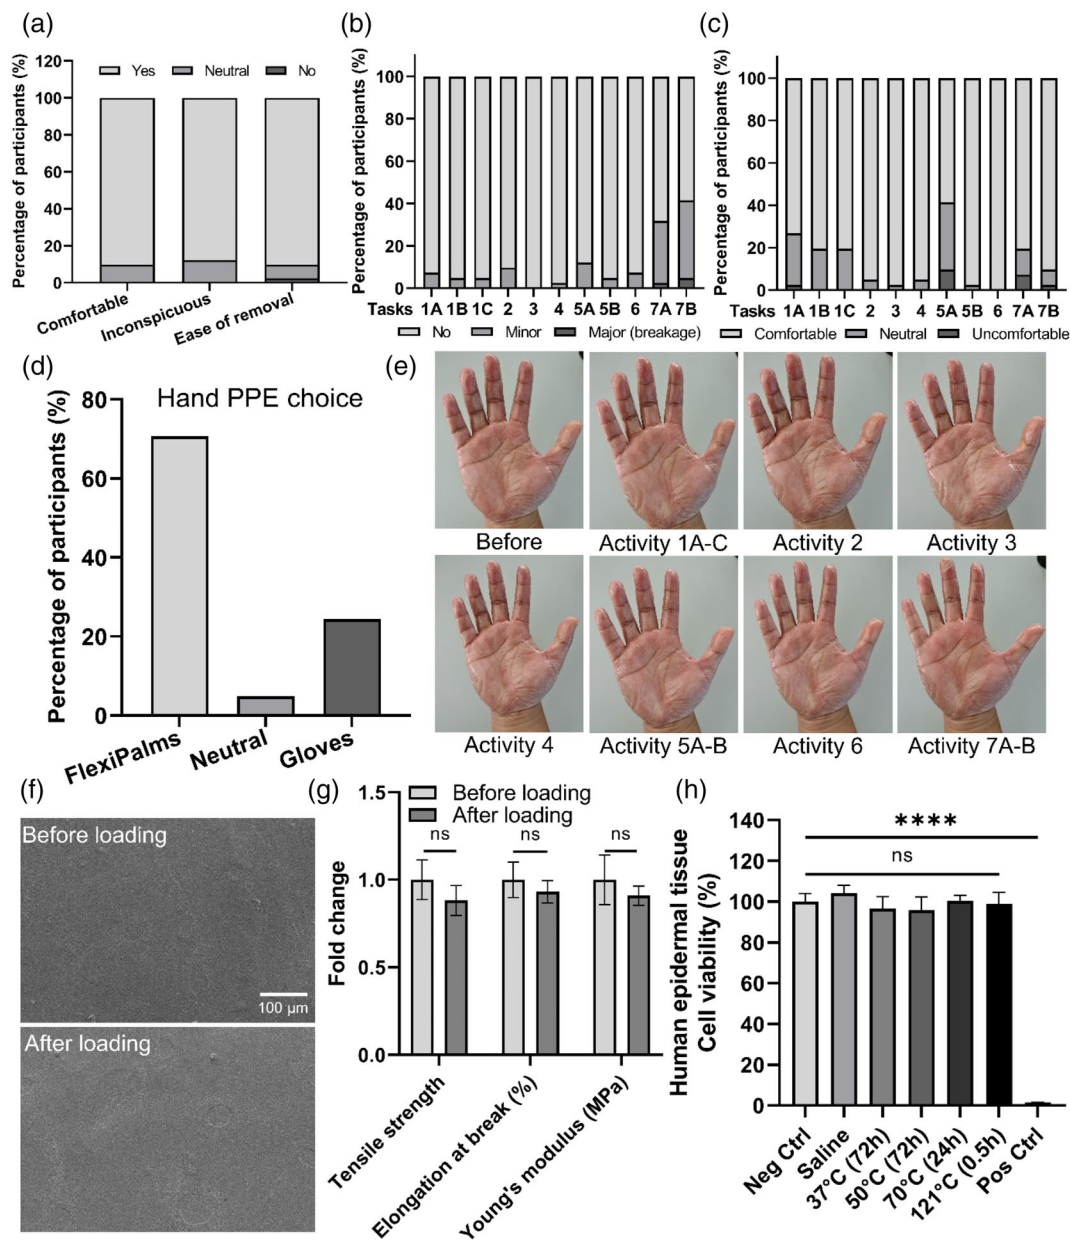 (a)
Percentage of participants (%)
120
100
80
60
40
20
0
Yes
Neutral
No
Comfortable
Inconspicuous
Ease of removal
(b)
Percentage of participants (%)
100
80
60
40
20
0
Tasks 1A 1B 1C 2 3 4 5A 5B 6 7A 7B
No
Minor
Major (breakage)
(c)
Percentage of participants (%)
100
80
60
40
20
0
Tasks 1A 1B 1C 2 3 4 5A 5B 6 7A 7B
Comfortable
Neutral
Uncomfortable
(d)
Hand PPE choice
Percentage of participants (%)
80
60
40
20
0
FlexiPalms
Neutral
Gloves
(e)
Before
Activity 1A-C
Activity 2
Activity 3
Activity 4
Activity 5A-B
Activity 6
Activity 7A-B
(f)
Before loading
100 µm
After loading
(g)
Fold change
1.5
1.0
0.5
0.0
Before loading
After loading
ns
ns
ns
Tensile strength
Elongation at break (%)
Young's modulus (MPa)
(h)
Human epidermal tissue
Cell viability (%)
140
120
100
80
60
40
20
0
****
ns
Neg Ctrl
Saline
37°C (72h)
50°C (72h)
70°C (24h)
121°C (0.5h)
Pos Ctrl